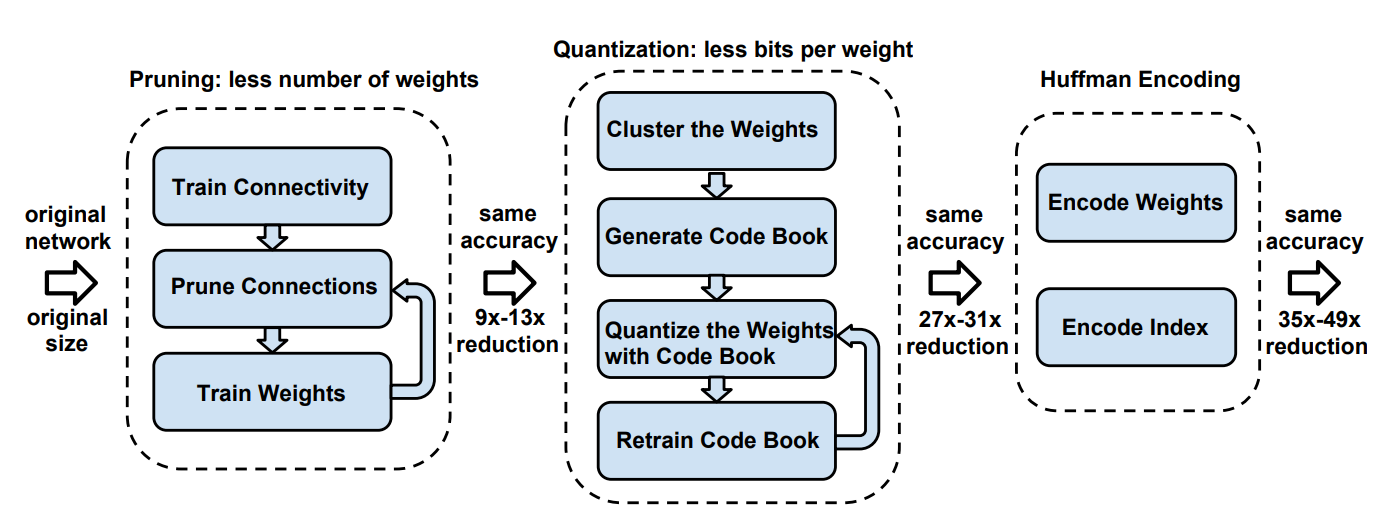 original
network
original
size
Pruning: less number of weights
Train Connectivity
Prune Connections
Train Weights
same
accuracy
9x-13x
reduction
Quantization: less bits per weight
Cluster the Weights
Generate Code Book
Quantize the Weights
with Code Book
Retrain Code Book
same
accuracy
27x-31x
reduction
Huffman Encoding
Encode Weights
Encode Index
same
accuracy
35x-49x
reduction